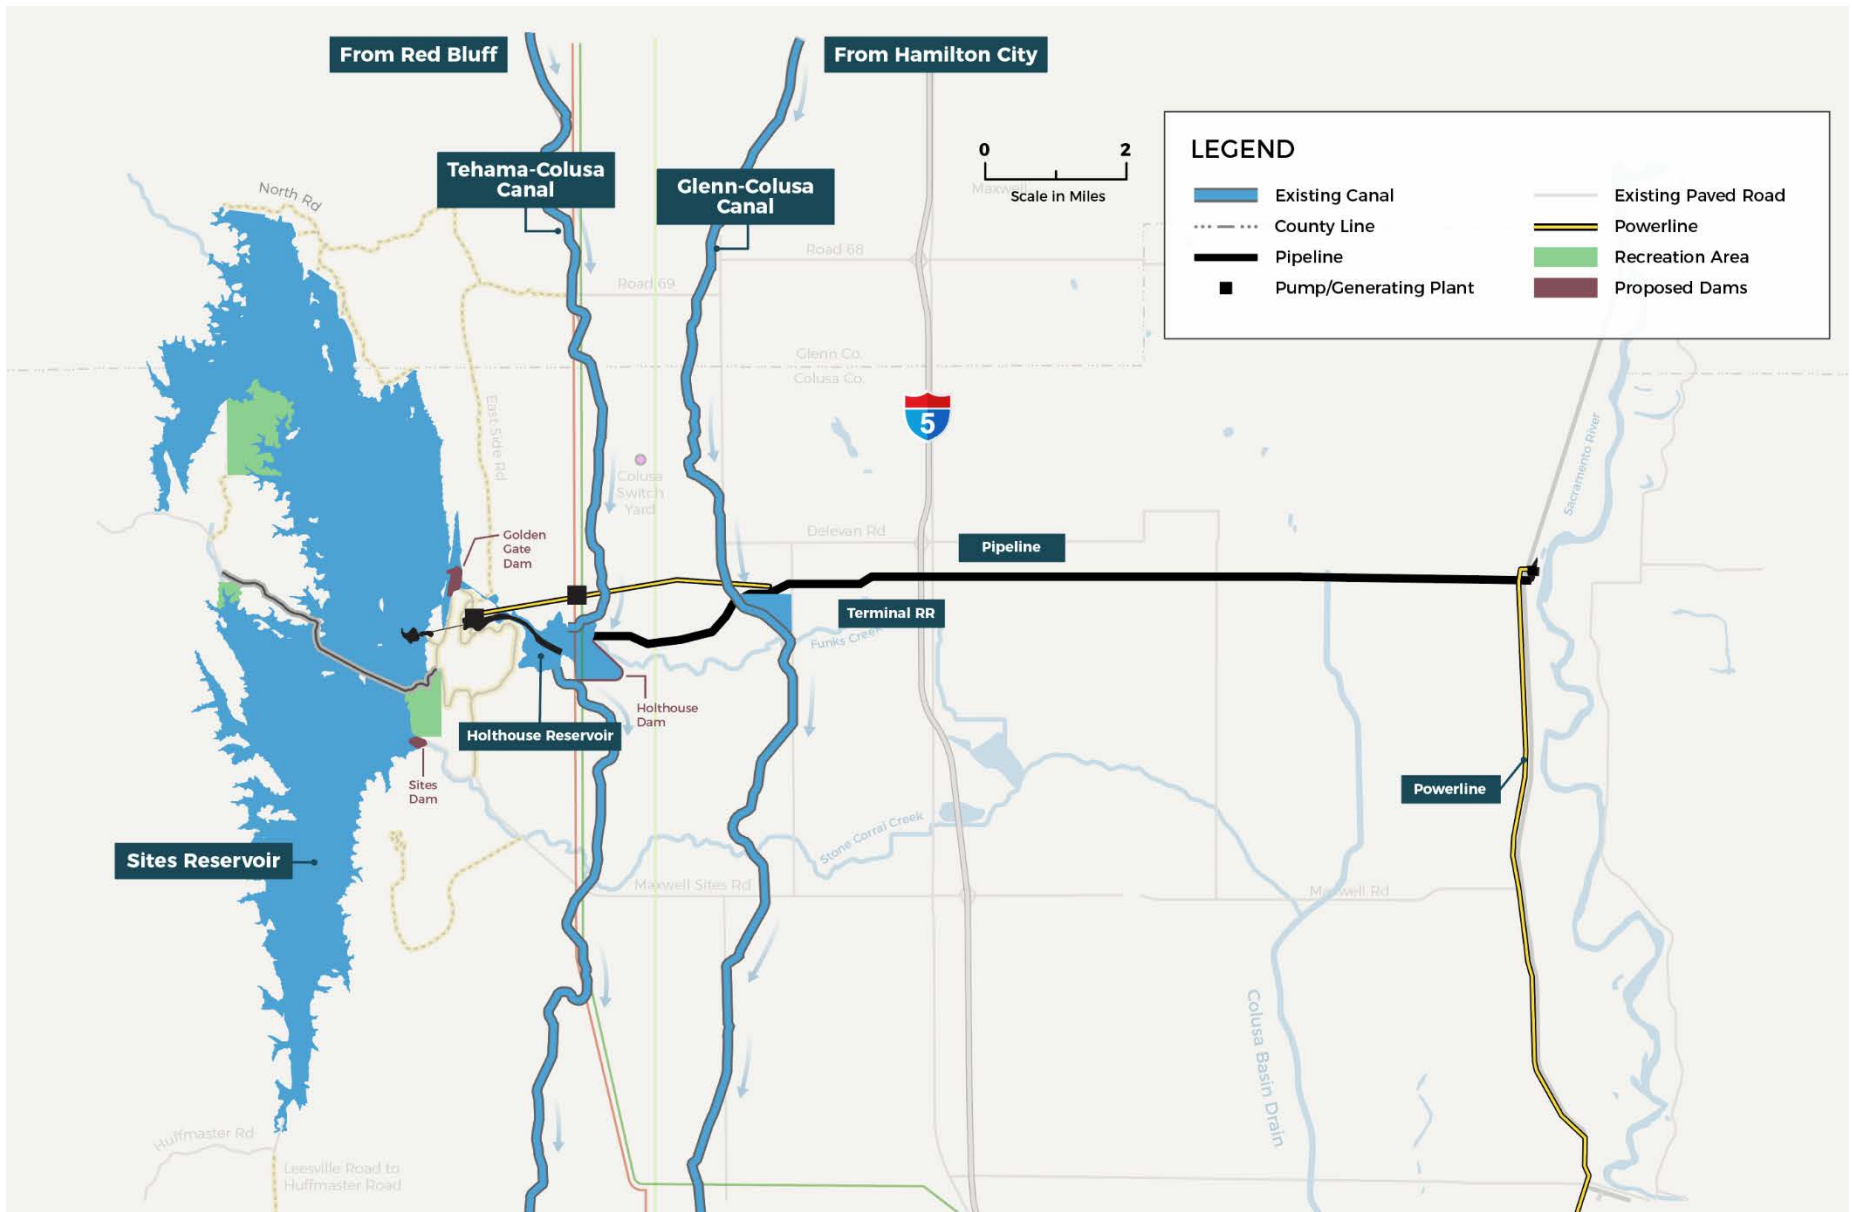 From Red Bluff
From Hamilton City
Tehama-Colusa
Canal
Glenn-Colusa
Canal
0
2
Scale in Miles
Maxwell
LEGEND
Existing Canal
County Line
Pipeline
Pump/Generating Plant
Existing Paved Road
Powerline
Recreation Area
Proposed Dams
North Rd
Road 68
Road 69
Glenn Co.
Colusa Co.
East Side Rd
5
Sacramento River
Colusa
Switch
Yard
Golden
Gate
Dam
Delevan Rd
Pipeline
Terminal RR
Funks Creek
Holthouse
Dam
Holthouse Reservoir
Sites
Dam
Powerline
Stone Corral Creek
Sites Reservoir
Maxwell Sites Rd
Maxwell Rd
Colusa Basin Drain
Huffmaster Rd
Leesville Road to
Huffmaster Road